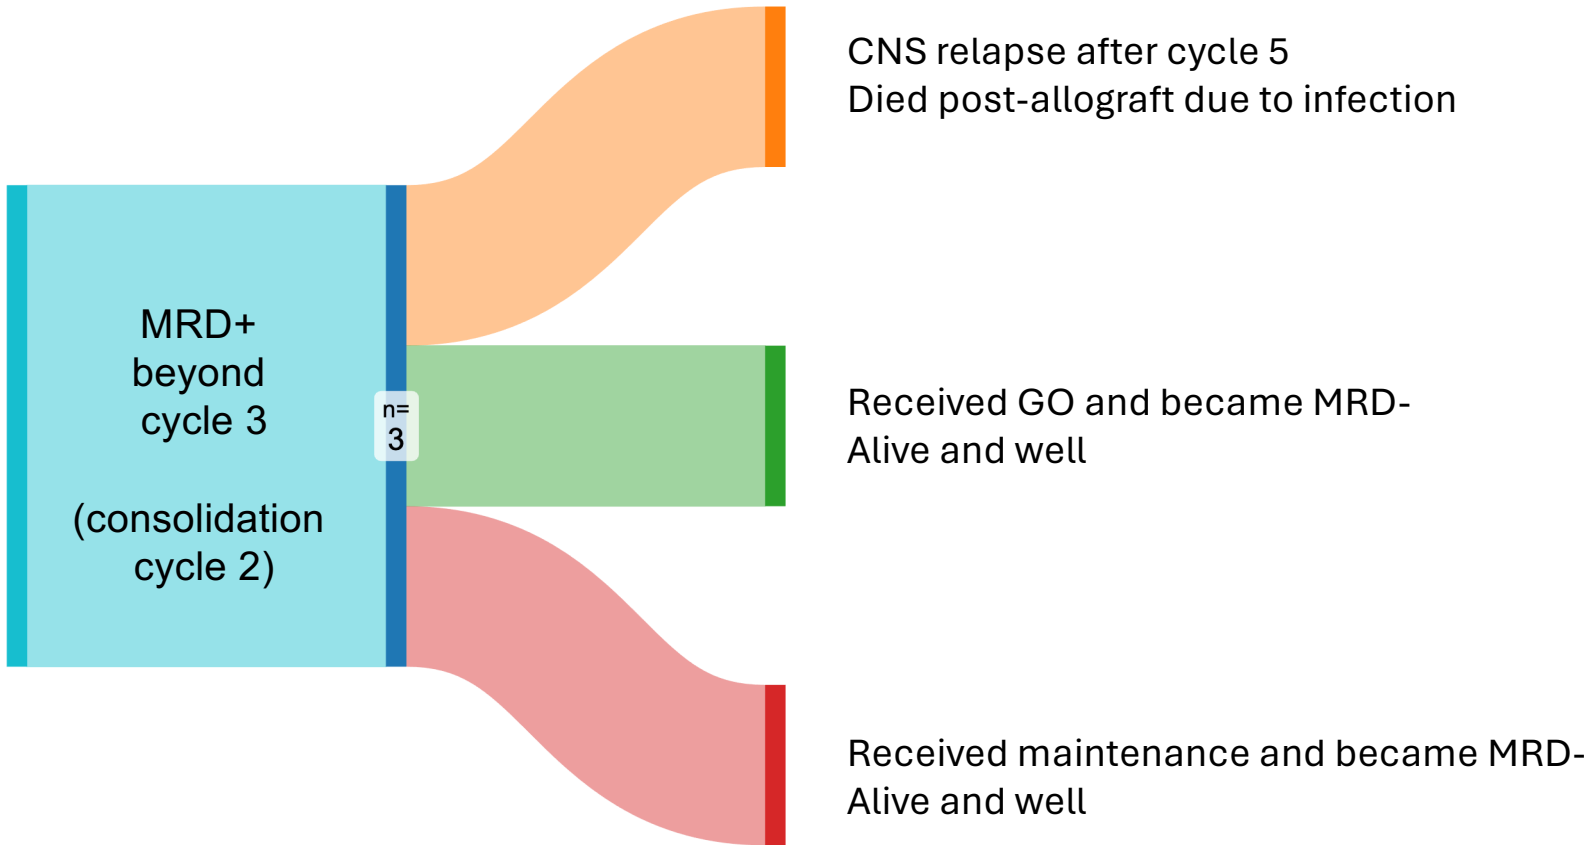 MRD+
beyond
cycle 3
(consolidation
cycle 2)
n=
3
CNS relapse after cycle 5
Died post-allograft due to infection
Received GO and became MRD-
Alive and well
Received maintenance and became MRD-
Alive and well